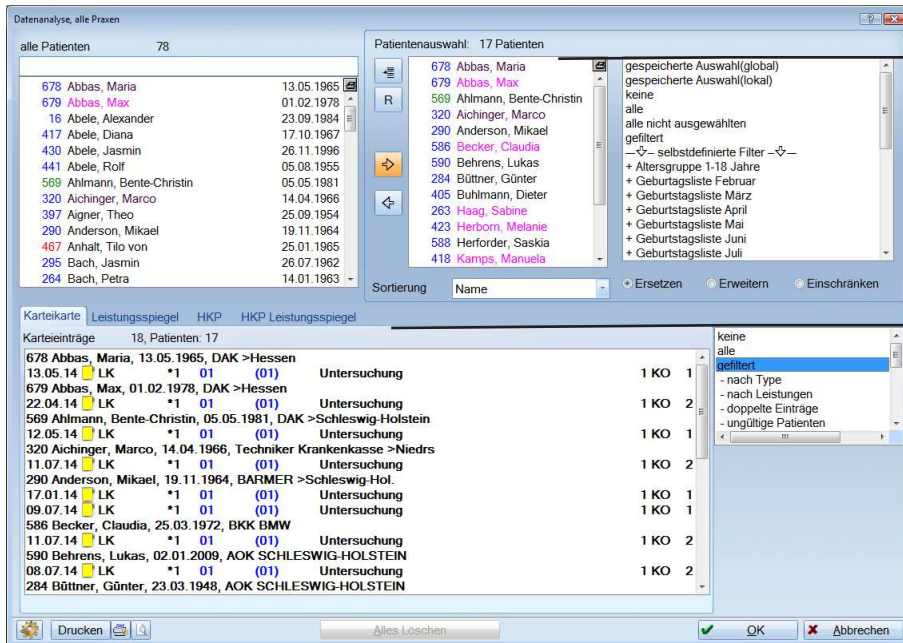 Datenanalyse, alle Praxen
alle Patienten 78
678 Abbas, Maria 13.05.1965
679 Abbas, Max 01.02.1978
16 Abele, Alexander 23.09.1984
417 Abele, Diana 17.10.1967
430 Abele, Jasmin 26.11.1996
441 Abele, Rolf 05.08.1955
569 Ahlmann, Bente-Christin 05.05.1981
320 Aichinger, Marco 14.04.1966
397 Aigner, Theo 25.09.1954
290 Anderson, Mikael 19.11.1964
467 Anhalt, Tilo von 25.01.1965
295 Bach, Jasmin 26.07.1962
264 Bach, Petra 14.01.1963
Patientenauswahl: 17 Patienten
R
678 Abbas, Maria
679 Abbas, Max
569 Ahlmann, Bente-Christin
320 Aichinger, Marco
290 Anderson, Mikael
586 Becker, Claudia
590 Behrens, Lukas
284 Büttner, Günter
405 Buhlmann, Dieter
263 Haag, Sabine
423 Herborn, Melanie
588 Herforder, Saskia
418 Kamps, Manuela
gespeicherte Auswahl(global)
gespeicherte Auswahl(lokal)
keine
alle
alle nicht ausgewählten
gefiltert
selbstdefinierte Filter
+ Altersgruppe 1-18 Jahre
+ Geburtagsliste Februar
+ Geburtstagsliste März
+ Geburtstagsliste April
+ Geburtstagsliste Mai
+ Geburtstagsliste Juni
+ Geburtstagsliste Juli
Sortierung Name
Ersetzen Erweitern Einschränken
Karteikarte Leistungsspiegel HKP HKP Leistungsspiegel
Karteieinträge 18, Patienten: 17
678 Abbas, Maria, 13.05.1965, DAK >Hessen
13.05.14 LK *1 01 (01) Untersuchung 1 KO 1
679 Abbas, Max, 01.02.1978, DAK >Hessen
22.04.14 LK *1 01 (01) Untersuchung 1 KO 2
569 Ahlmann, Bente-Christin, 05.05.1981, DAK >Schleswig-Holstein
12.05.14 LK *1 01 (01) Untersuchung 1 KO 1
320 Aichinger, Marco, 14.04.1966, Techniker Krankenkasse >Niedrs
11.07.14 LK *1 01 (01) Untersuchung 1 KO 2
290 Anderson, Mikael, 19.11.1964, BARMER >Schleswig-Hol.
17.01.14 LK *1 01 (01) Untersuchung 1 KO 1
09.07.14 LK *1 01 (01) Untersuchung 1 KO 1
586 Becker, Claudia, 25.03.1972, BKK BMW
11.07.14 LK *1 01 (01) Untersuchung 1 KO 2
590 Behrens, Lukas, 02.01.2009, AOK SCHLESWIG-HOLSTEIN
08.07.14 LK *1 01 (01) Untersuchung 1 KO 2
284 Büttner, Günter, 23.03.1948, AOK SCHLESWIG-HOLSTEIN
keine
alle
gefiltert
- nach Type
- nach Leistungen
- doppelte Einträge
- ungültige Patienten
Drucken Alles Löschen OK Abbrechen